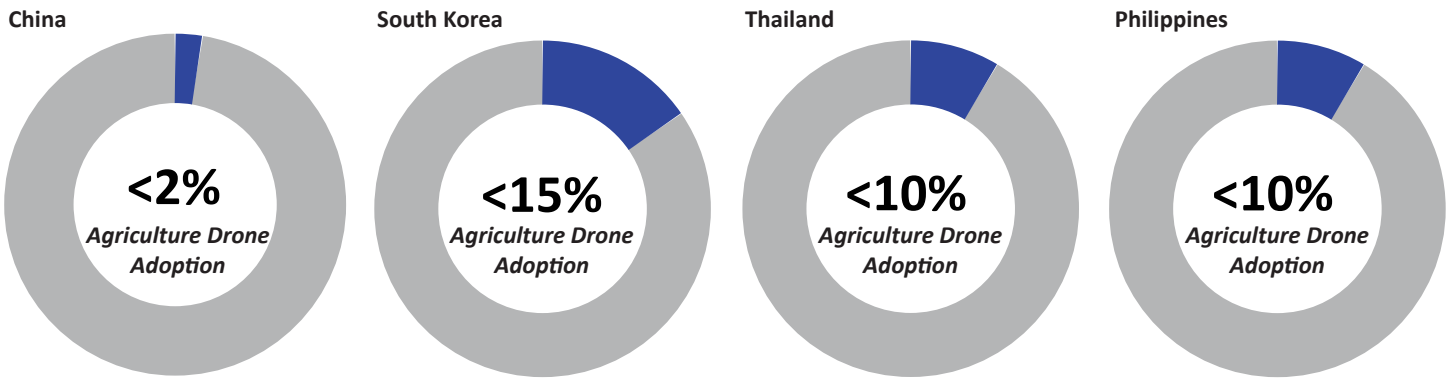 China
<2%
Agriculture Drone
Adoption
South Korea
<15%
Agriculture Drone
Adoption
Thailand
<10%
Agriculture Drone
Adoption
Philippines
<10%
Agriculture Drone
Adoption